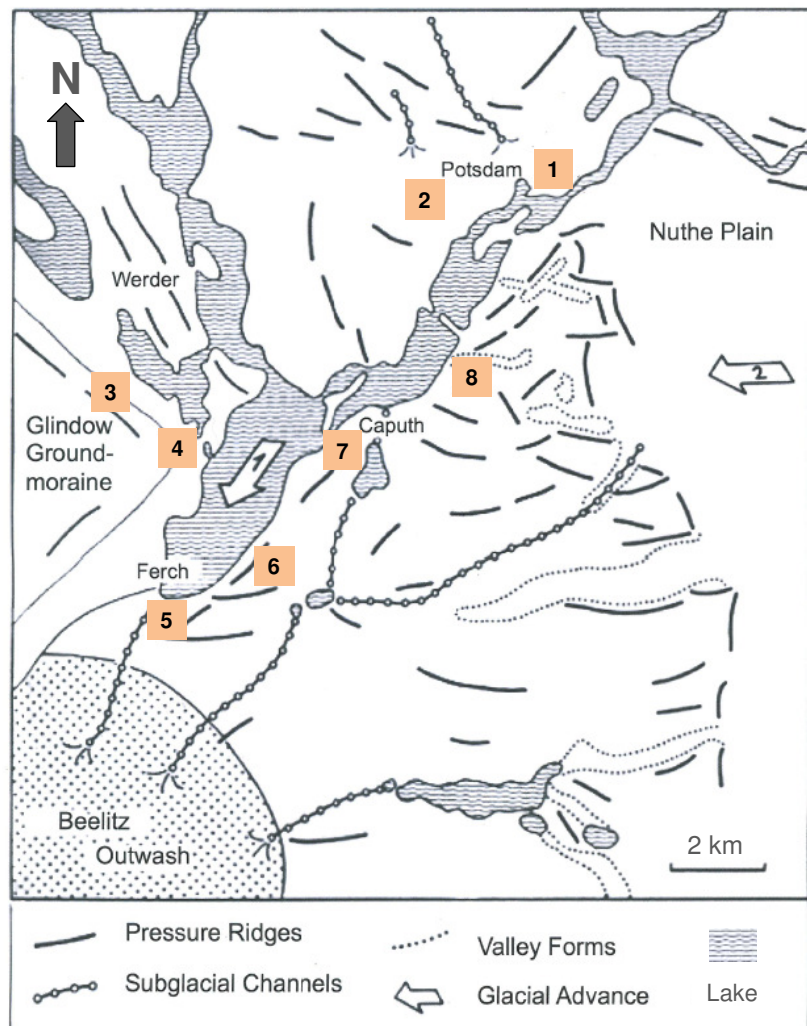 N
Potsdam
1
2
Nuthe Plain
Werder
2
3
8
Glindow
Ground-
moraine
4
7
Caputh
1
Ferch
6
5
Beelitz
Outwash
2 km
Pressure Ridges
Valley Forms
Subglacial Channels
Glacial Advance
Lake